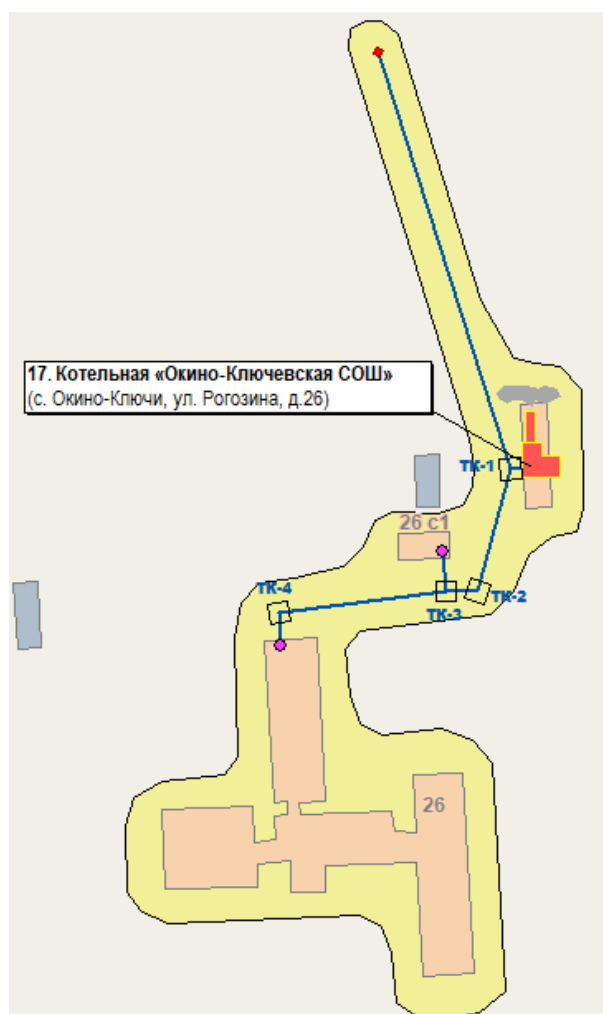 17. Котельная «Окино-Ключевская СОШ»
(с. Окино-Ключи, ул. Рогозина, д.26)
ТК-1
26 с1
ТК-4
ТК-3
ТК-2
26